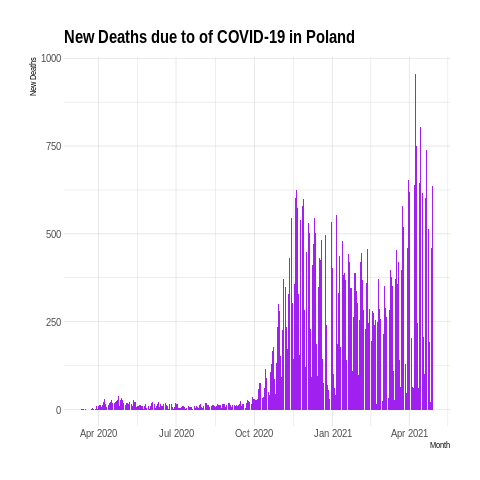 New Deaths due to of COVID-19 in Poland
New Deaths
1000
750
500
250
0
Apr 2020
Jul 2020
Oct 2020
Jan 2021
Apr 2021
Month